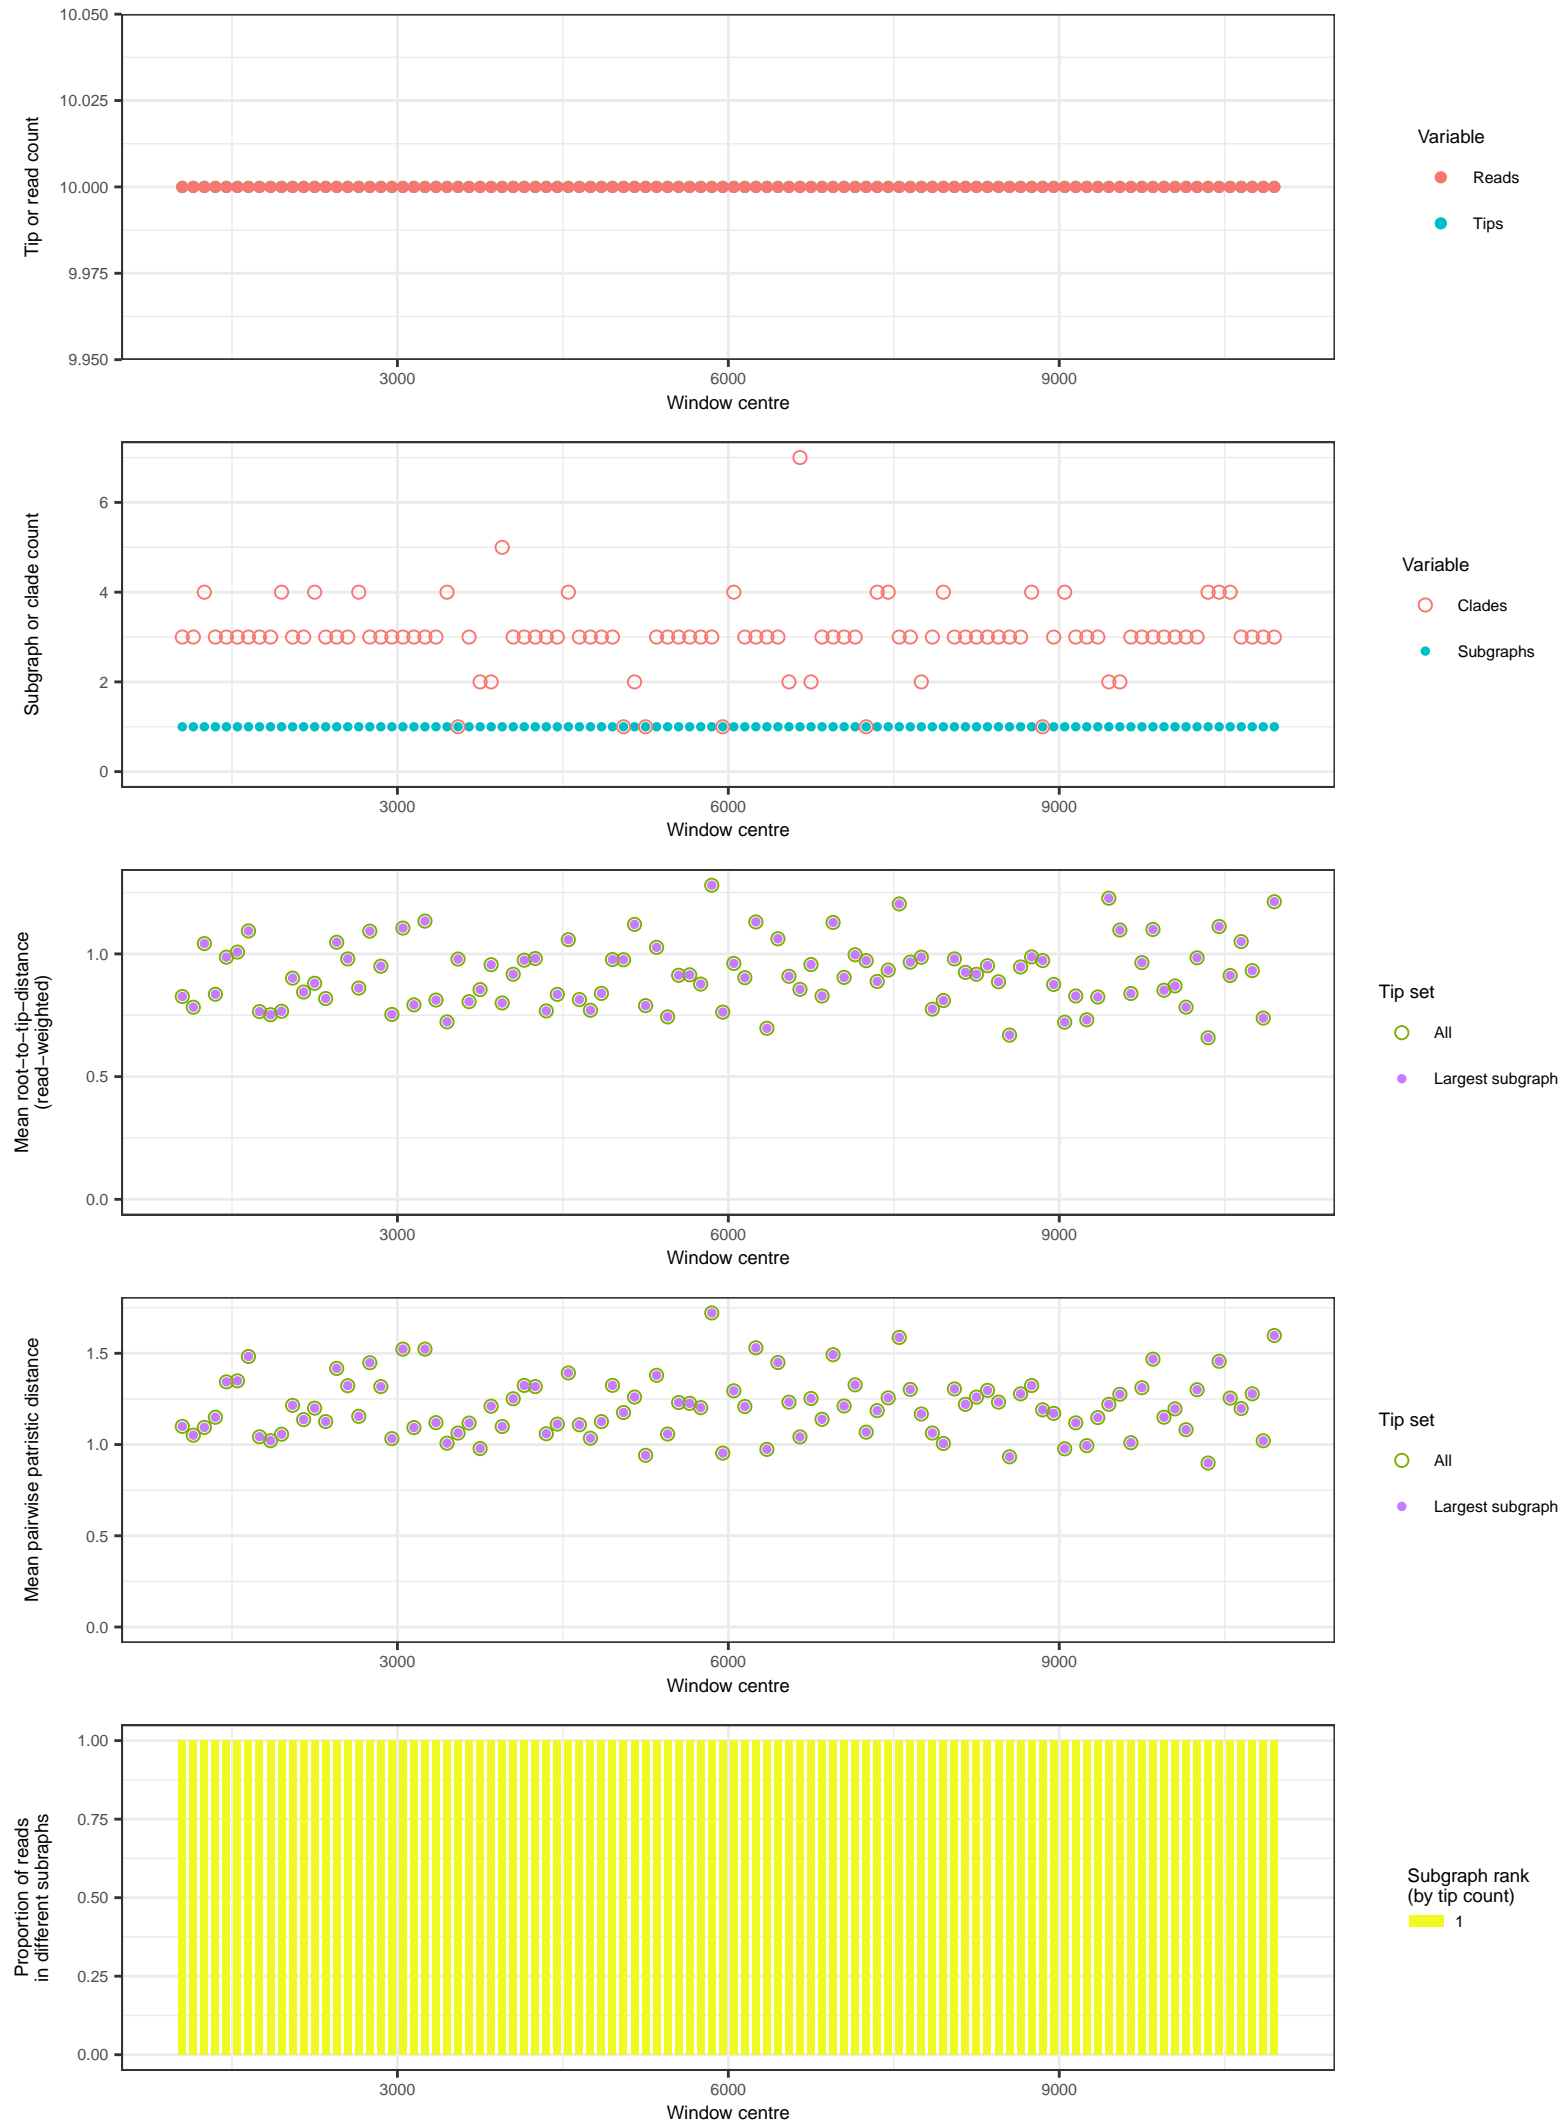 10.050
10.025
10.000
9.975
9.950
Tip or read count
3000
6000
9000
Window centre
Variable
Reads
Tips
6
4
2
0
Subgraph or clade count
3000
6000
9000
Window centre
Variable
Clades
Subgraphs
1.0
0.5
0.0
Mean root−to−tip−distance
(read−weighted)
3000
6000
9000
Window centre
Tip set
All
Largest subgraph
1.5
1.0
0.5
0.0
Mean pairwise patristic distance
3000
6000
9000
Window centre
Tip set
All
Largest subgraph
1.00
0.75
0.50
0.25
0.00
Proportion of reads
in different subraphs
3000
6000
9000
Window centre
Subgraph rank
(by tip count)
1